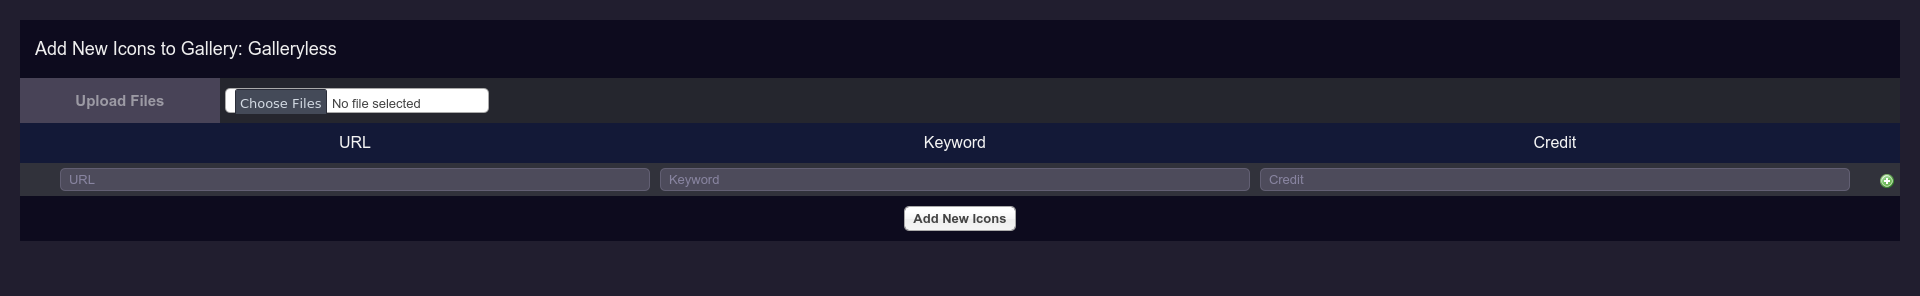 Add New Icons to Gallery: Galleryless
Upload Files Choose Files No file selected
URL Keyword Credit
URL Keyword Credit
Add New Icons